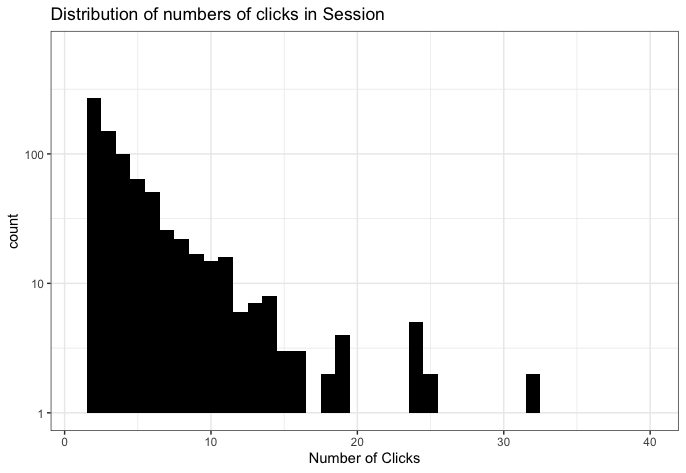 Distribution of numbers of clicks in Session
count
100
10
1
0 10 20 30 40
Number of Clicks